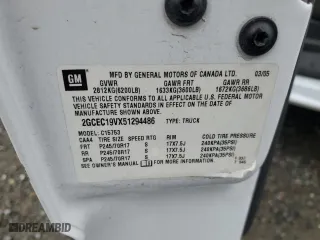 GM
MFD BY GENERAL MOTORS OF CANADA LTD. 03/05
GVWR GAWR FRT GAWR RR
2812KG(6200LB) 1633KG(3600LB) 1672KG(3686LB)
THIS VEHICLE CONFORMS TO ALL APPLICABLE U.S. FEDERAL MOTOR
VEHICLE SAFETY STANDARDS IN EFFECT ON THE DATE OF
MANUFACTURE SHOWN ABOVE.
2GCEC19VX51294486 TYPE: TRUCK
MODEL: C15753
TIRE SIZE SPEED RTG RIM COLD TIRE PRESSURE
FRT P245/70R17 S 17X7.5J 240KPA(35PSI)
RR P245/70R17 S 17X7.5J 240KPA(35PSI)
SPA P245/70R17 S 17X7.5J 240KPA(35PSI)
SEE OWNER'S MANUAL FOR MORE INFORMATION.